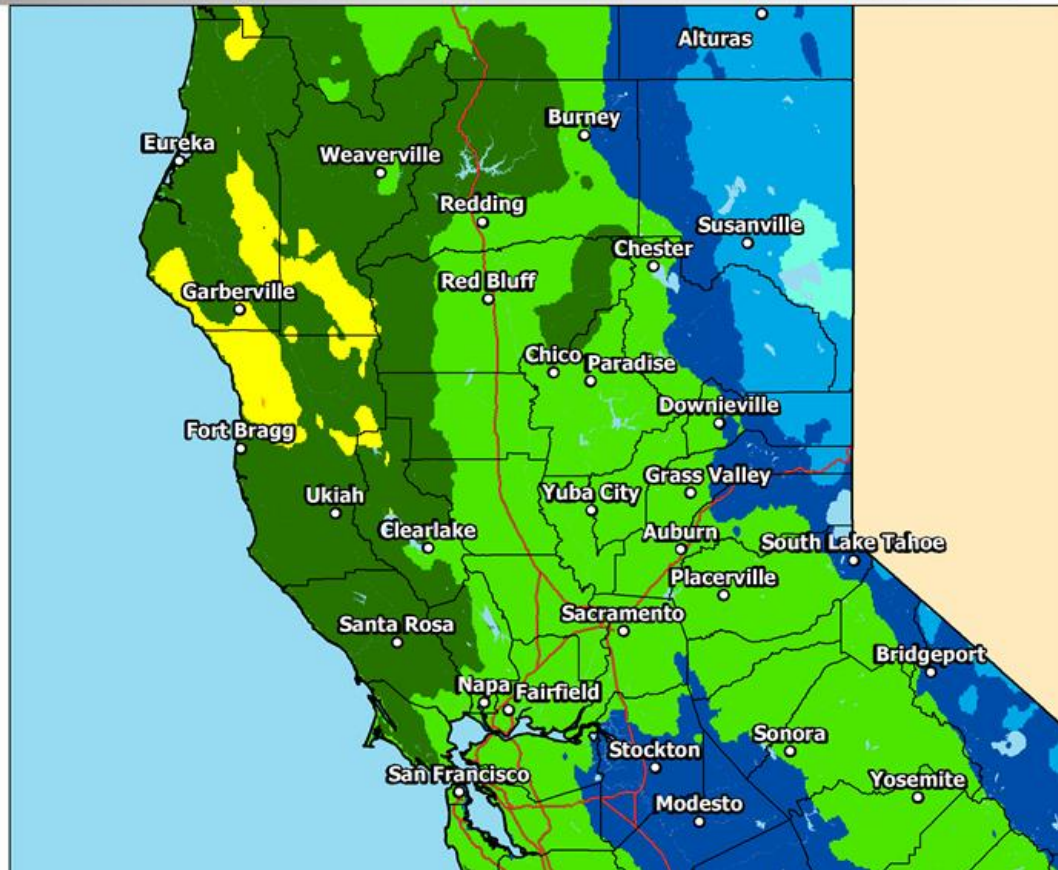 Alturas
Burney
Eureka
Weaverville
Redding
Susanville
Chester
Red Bluff
Garberville
Chico
Paradise
Downieville
Fort Bragg
Grass Valley
Ukiah
Yuba City
Clearlake
Auburn
South Lake Tahoe
Placerville
Santa Rosa
Sacramento
Bridgeport
Napa
Fairfield
Sonora
Stockton
San Francisco
Yosemite
Modesto